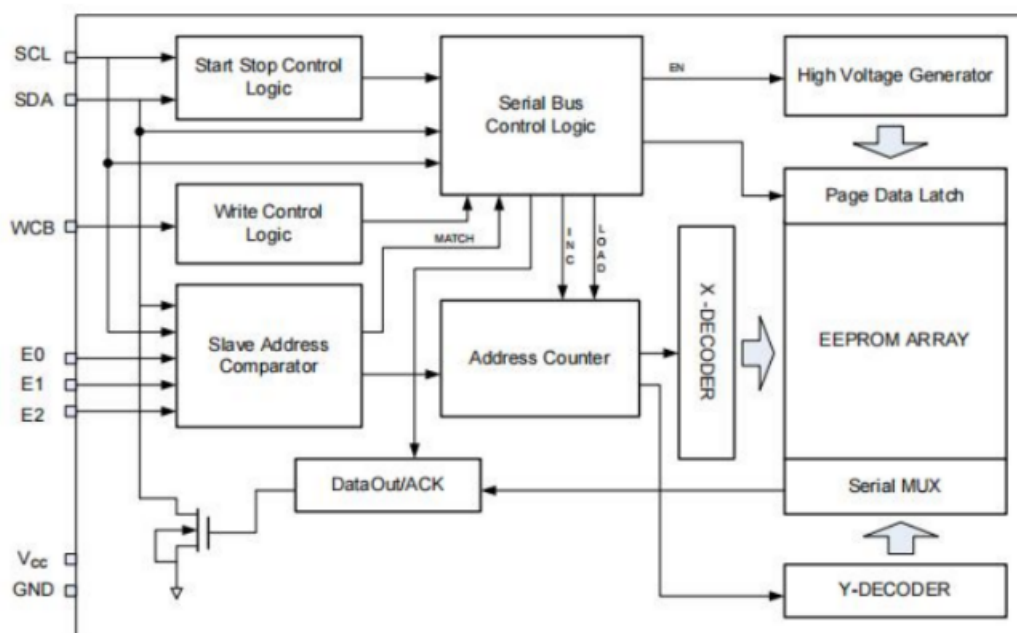 SCL
SDA
WCB
E0
E1
E2
Vcc
GND
Start Stop Control
Logic
Write Control
Logic
Slave Address
Comparator
MATCH
Serial Bus
Control Logic
EN
INC
LOAD
Address Counter
DataOut/ACK
X-DECODER
High Voltage Generator
Page Data Latch
EEPROM ARRAY
Serial MUX
Y-DECODER